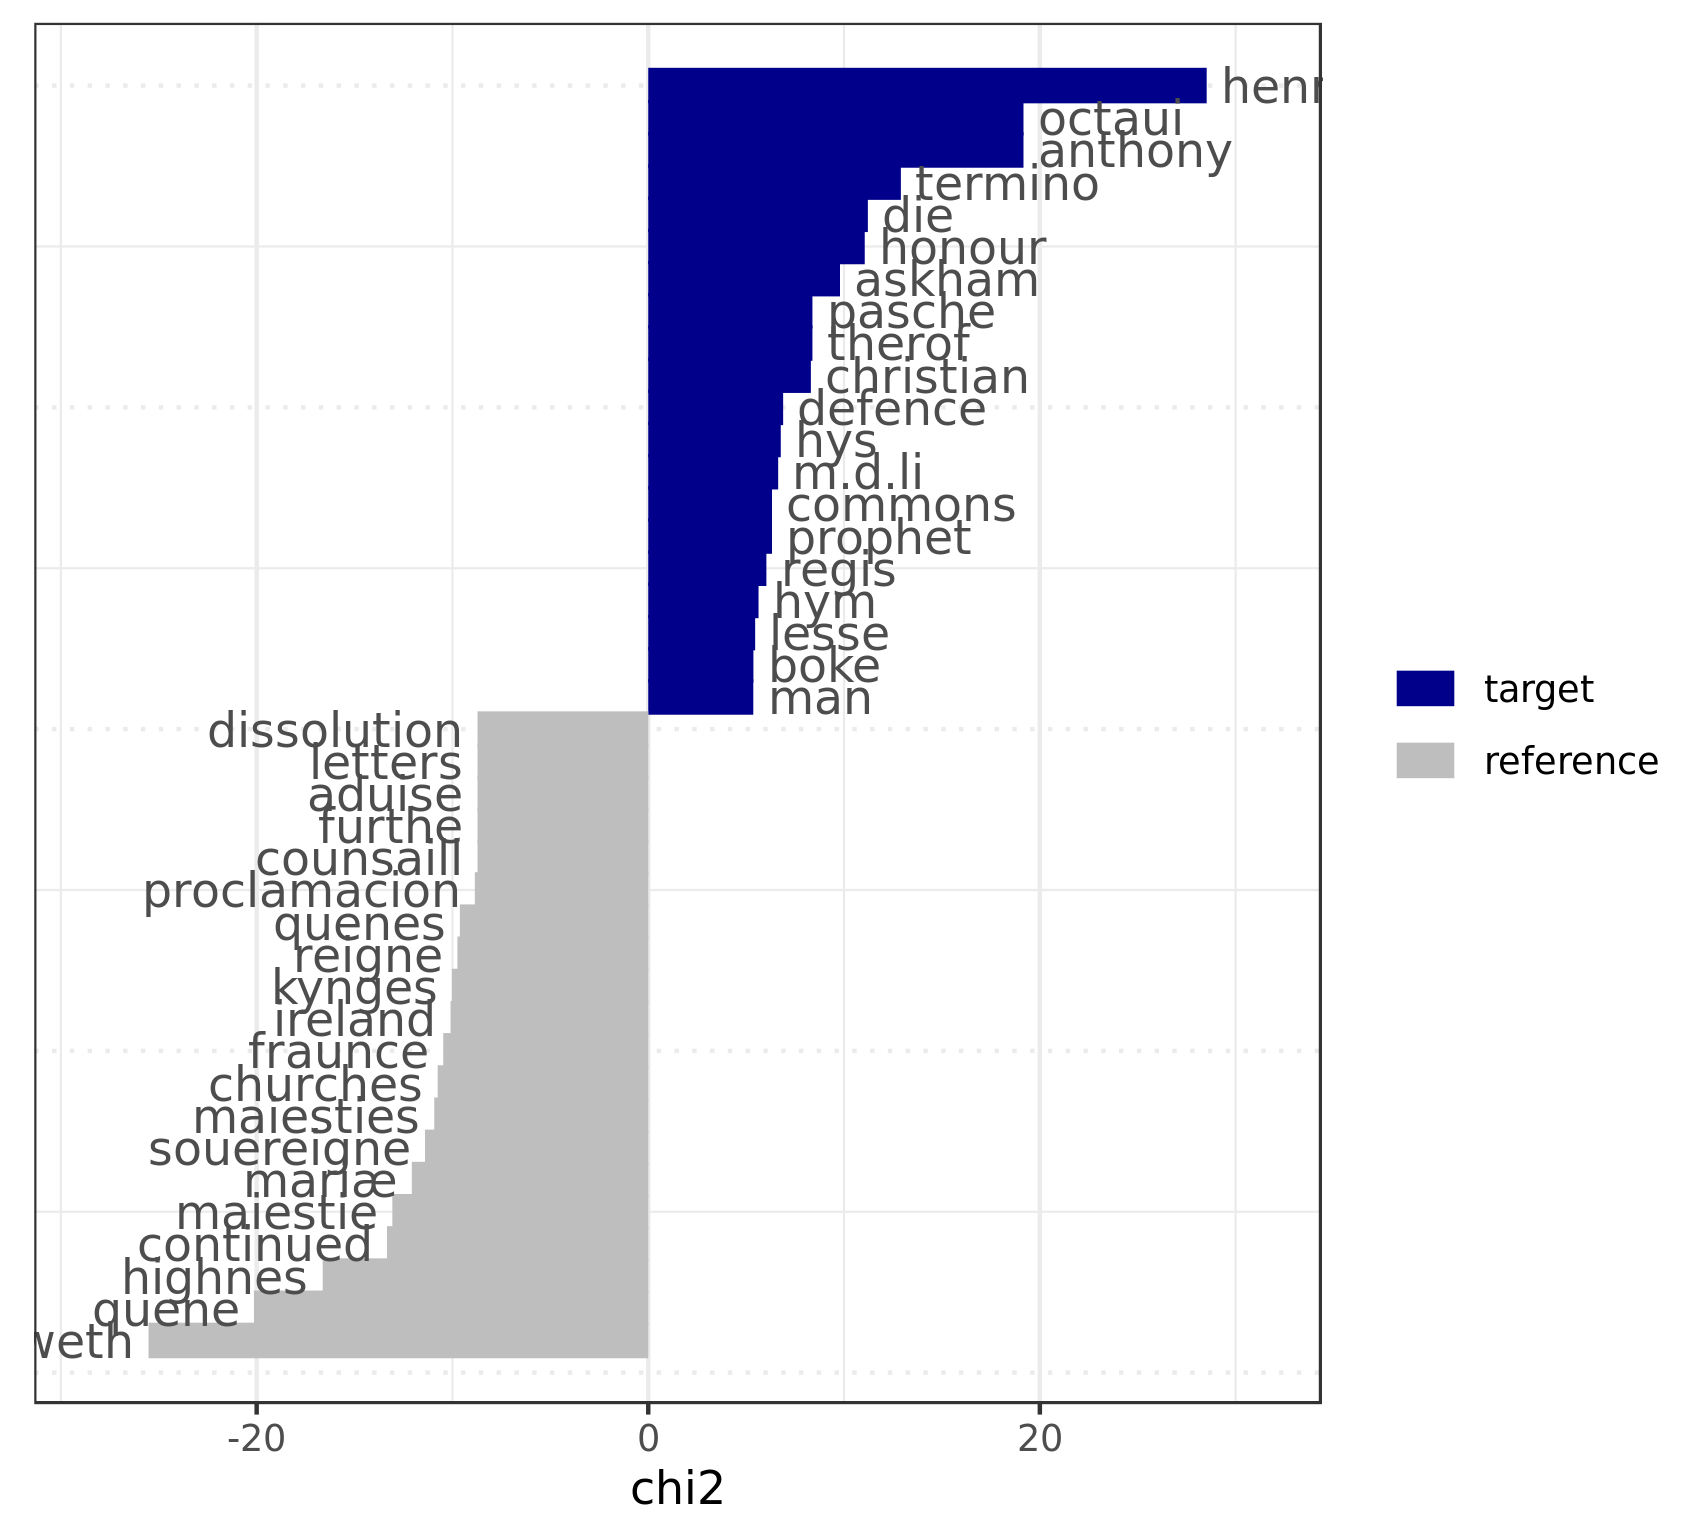 henr
octaui
anthony
termino
die
honour
askham
pasche
therof
christian
defence
hys
m.d.li
commons
prophet
regis
hym
lesse
boke
man
dissolution
letters
aduise
furthe
counsaill
proclamacion
quenes
reigne
kynges
ireland
fraunce
churches
maiesties
souereigne
mariæ
maiestie
continued
highnes
quene
weth
target
reference
-20 0 20
chi2